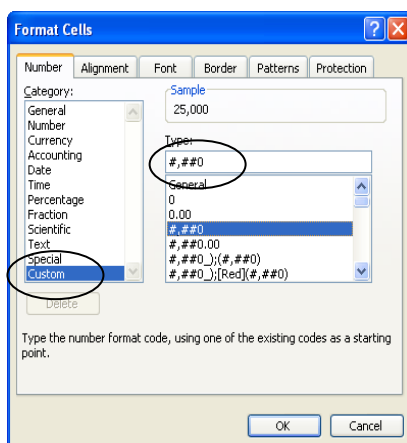 Format Cells
Number Alignment Font Border Patterns Protection
Category:
General
Number
Currency
Accounting
Date
Time
Percentage
Fraction
Scientific
Text
Special
Custom
Sample
25,000
Type:
#,##0
General
0
0.00
#,##0
#,##0.00
#,##0_);(#,##0)
#,##0_);[Red](#,##0)
Delete
Type the number format code, using one of the existing codes as a starting
point.
OK Cancel